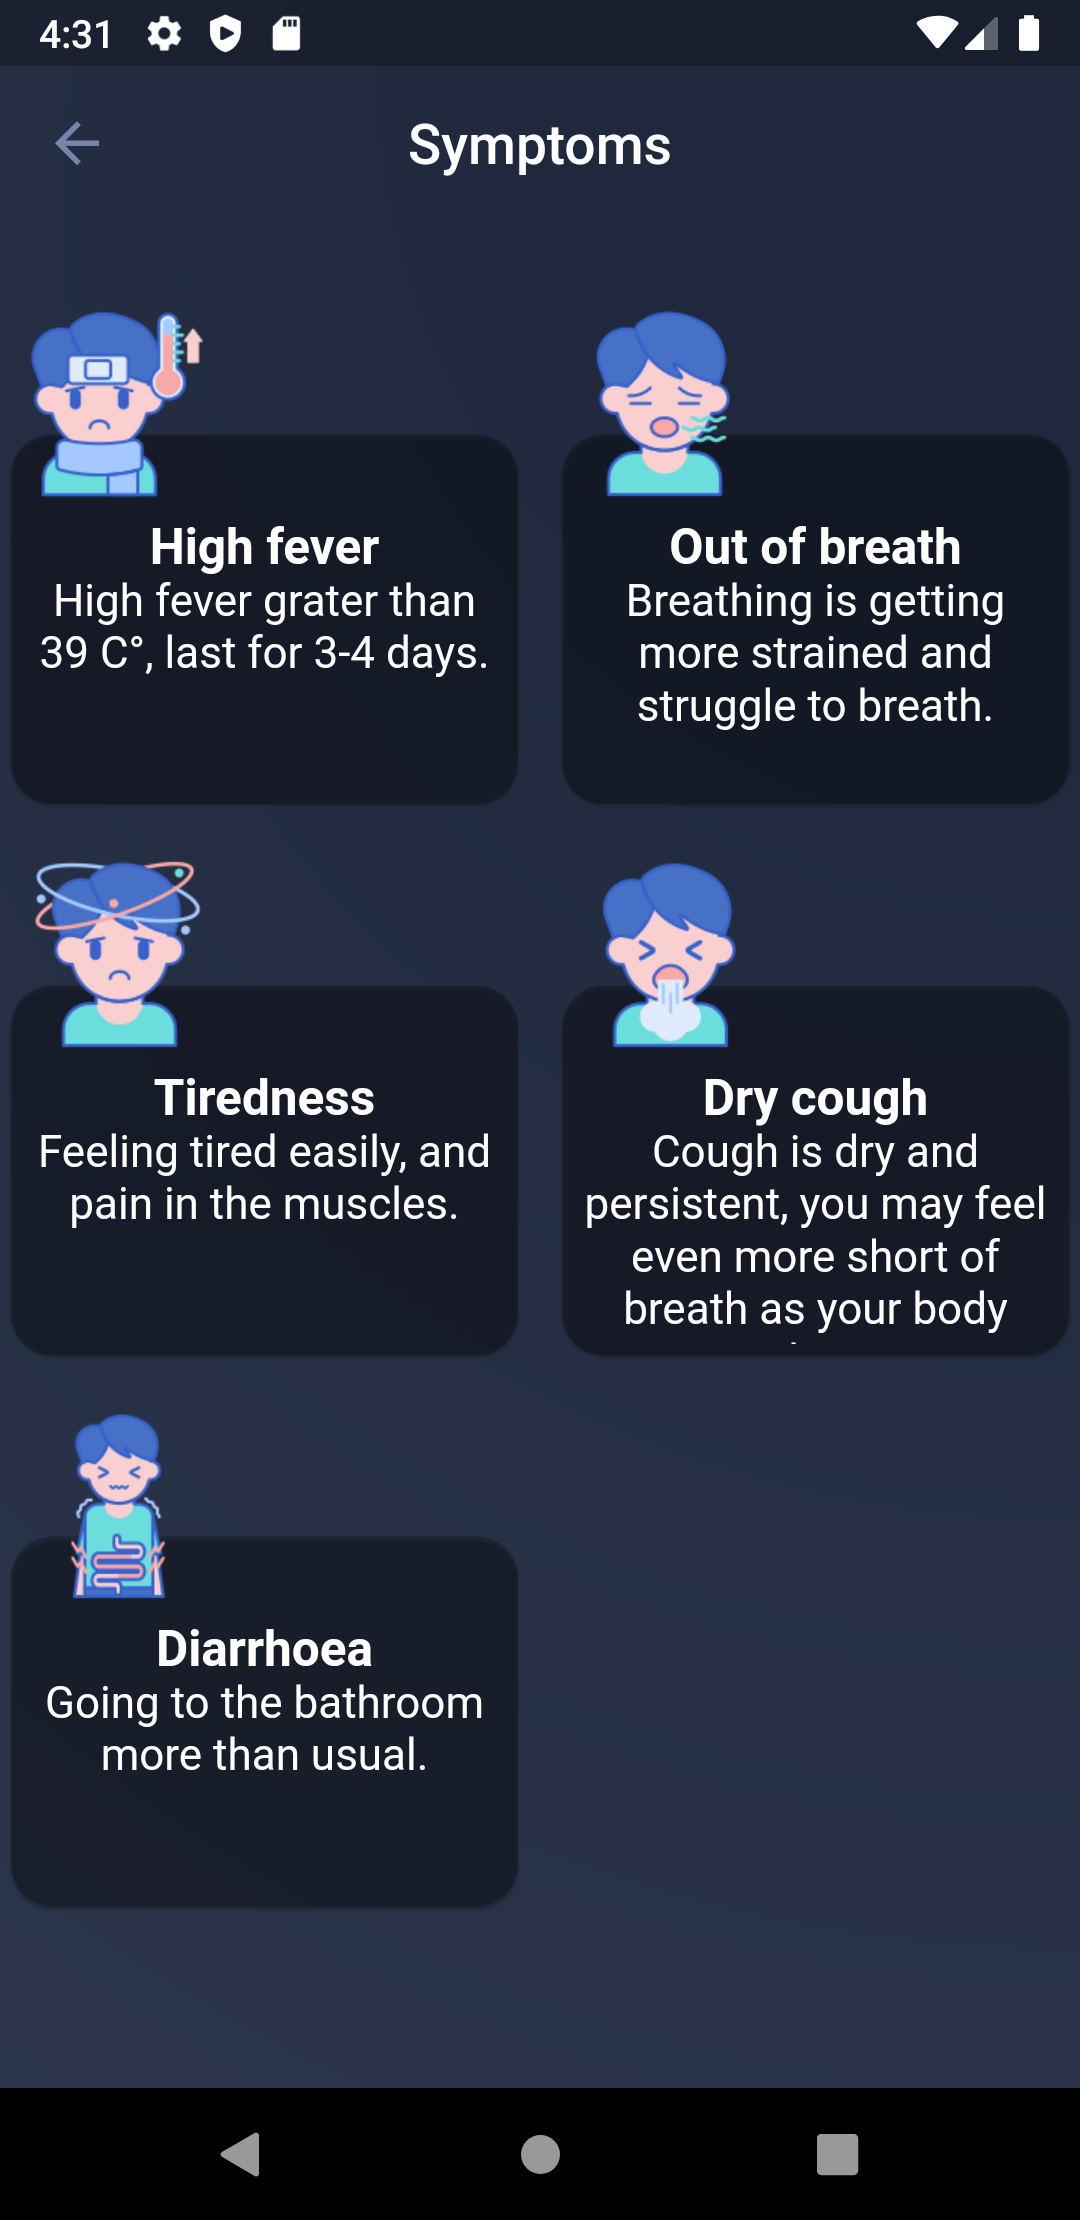 4:31
Symptoms
High fever
High fever grater than
39 C°, last for 3-4 days.
Out of breath
Breathing is getting
more strained and
struggle to breath.
Tiredness
Feeling tired easily, and
pain in the muscles.
Dry cough
Cough is dry and
persistent, you may feel
even more short of
breath as your body
Diarrhoea
Going to the bathroom
more than usual.